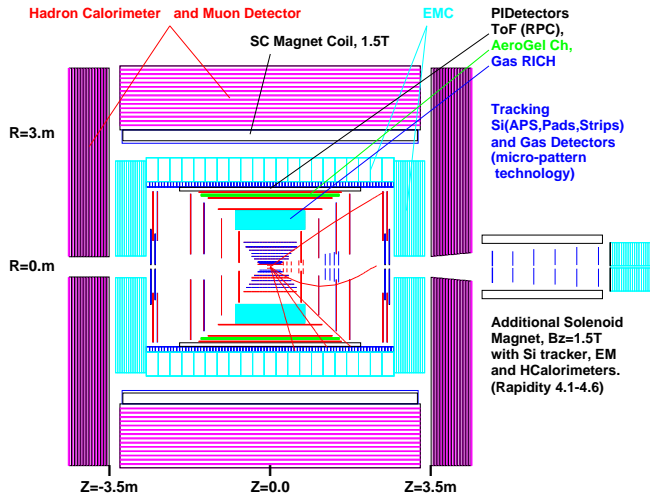 Hadron Calorimeter and Muon Detector
EMC
PIDetectors
ToF (RPC),
AeroGel Ch,
Gas RICH
SC Magnet Coil, 1.5T
Tracking
Si(APS,Pads,Strips)
and Gas Detectors
(micro-pattern
technology)
R=3.m
R=0.m
Additional Solenoid
Magnet, Bz=1.5T
with Si tracker, EM
and HCalorimeters.
(Rapidity 4.1-4.6)
Z=-3.5m
Z=0.0
Z=3.5m